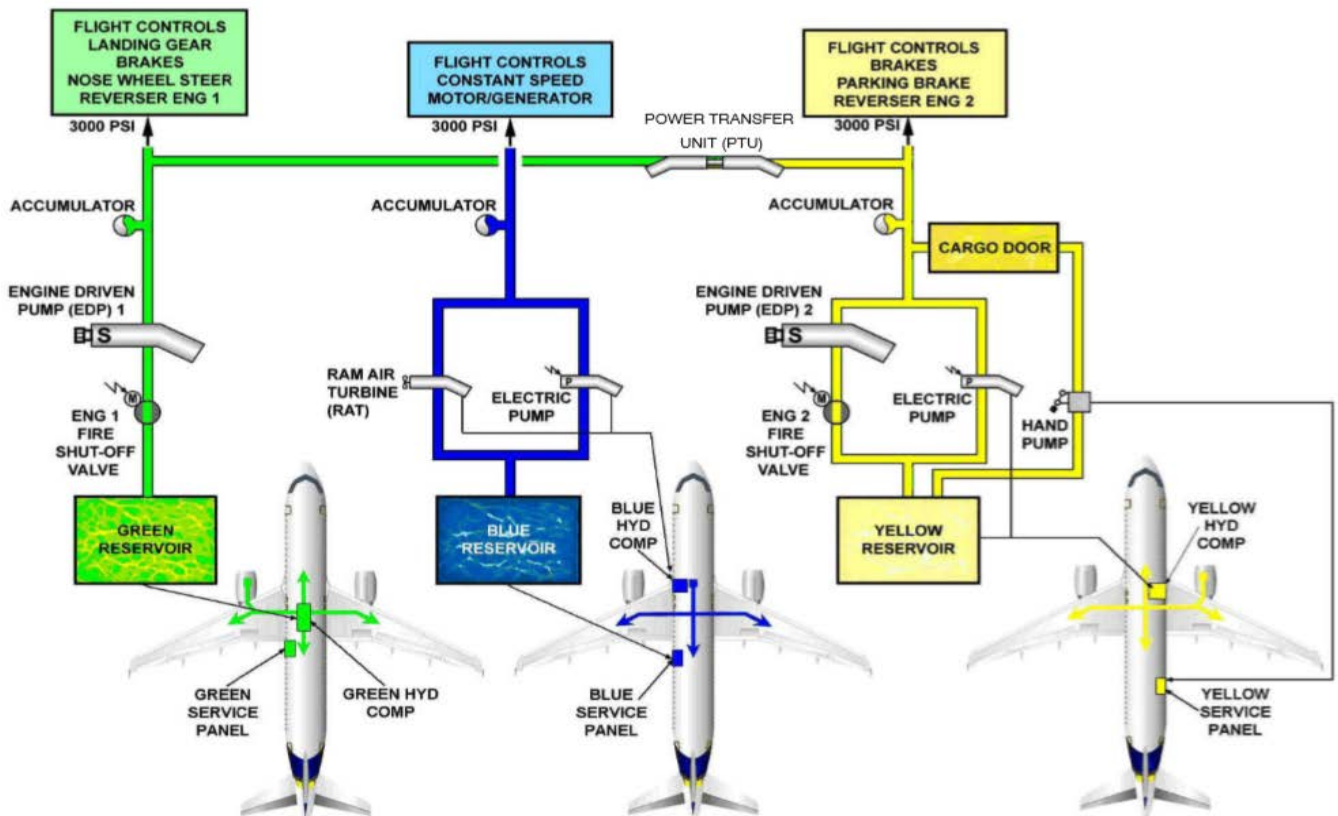 FLIGHT CONTROLS
LANDING GEAR
BRAKES
NOSE WHEEL STEER
REVERSER ENG 1
FLIGHT CONTROLS
CONSTANT SPEED
MOTOR/GENERATOR
FLIGHT CONTROLS
BRAKES
PARKING BRAKE
REVERSER ENG 2
3000 PSI
3000 PSI
POWER TRANSFER
UNIT (PTU)
3000 PSI
ACCUMULATOR
ACCUMULATOR
ACCUMULATOR
CARGO DOOR
ENGINE DRIVEN
PUMP (EDP) 1
S
ENGINE DRIVEN
PUMP (EDP) 2
S
RAM AIR
TURBINE
(RAT)
P
ELECTRIC
PUMP
P
ELECTRIC
PUMP
M
ENG 1
FIRE
SHUT-OFF
VALVE
M
ENG 2
FIRE
SHUT-OFF
VALVE
HAND
PUMP
GREEN
RESERVOIR
BLUE
RESERVOIR
BLUE
HYD
COMP
YELLOW
RESERVOIR
YELLOW
HYD
COMP
GREEN
SERVICE
PANEL
GREEN HYD
COMP
BLUE
SERVICE
PANEL
YELLOW
SERVICE
PANEL